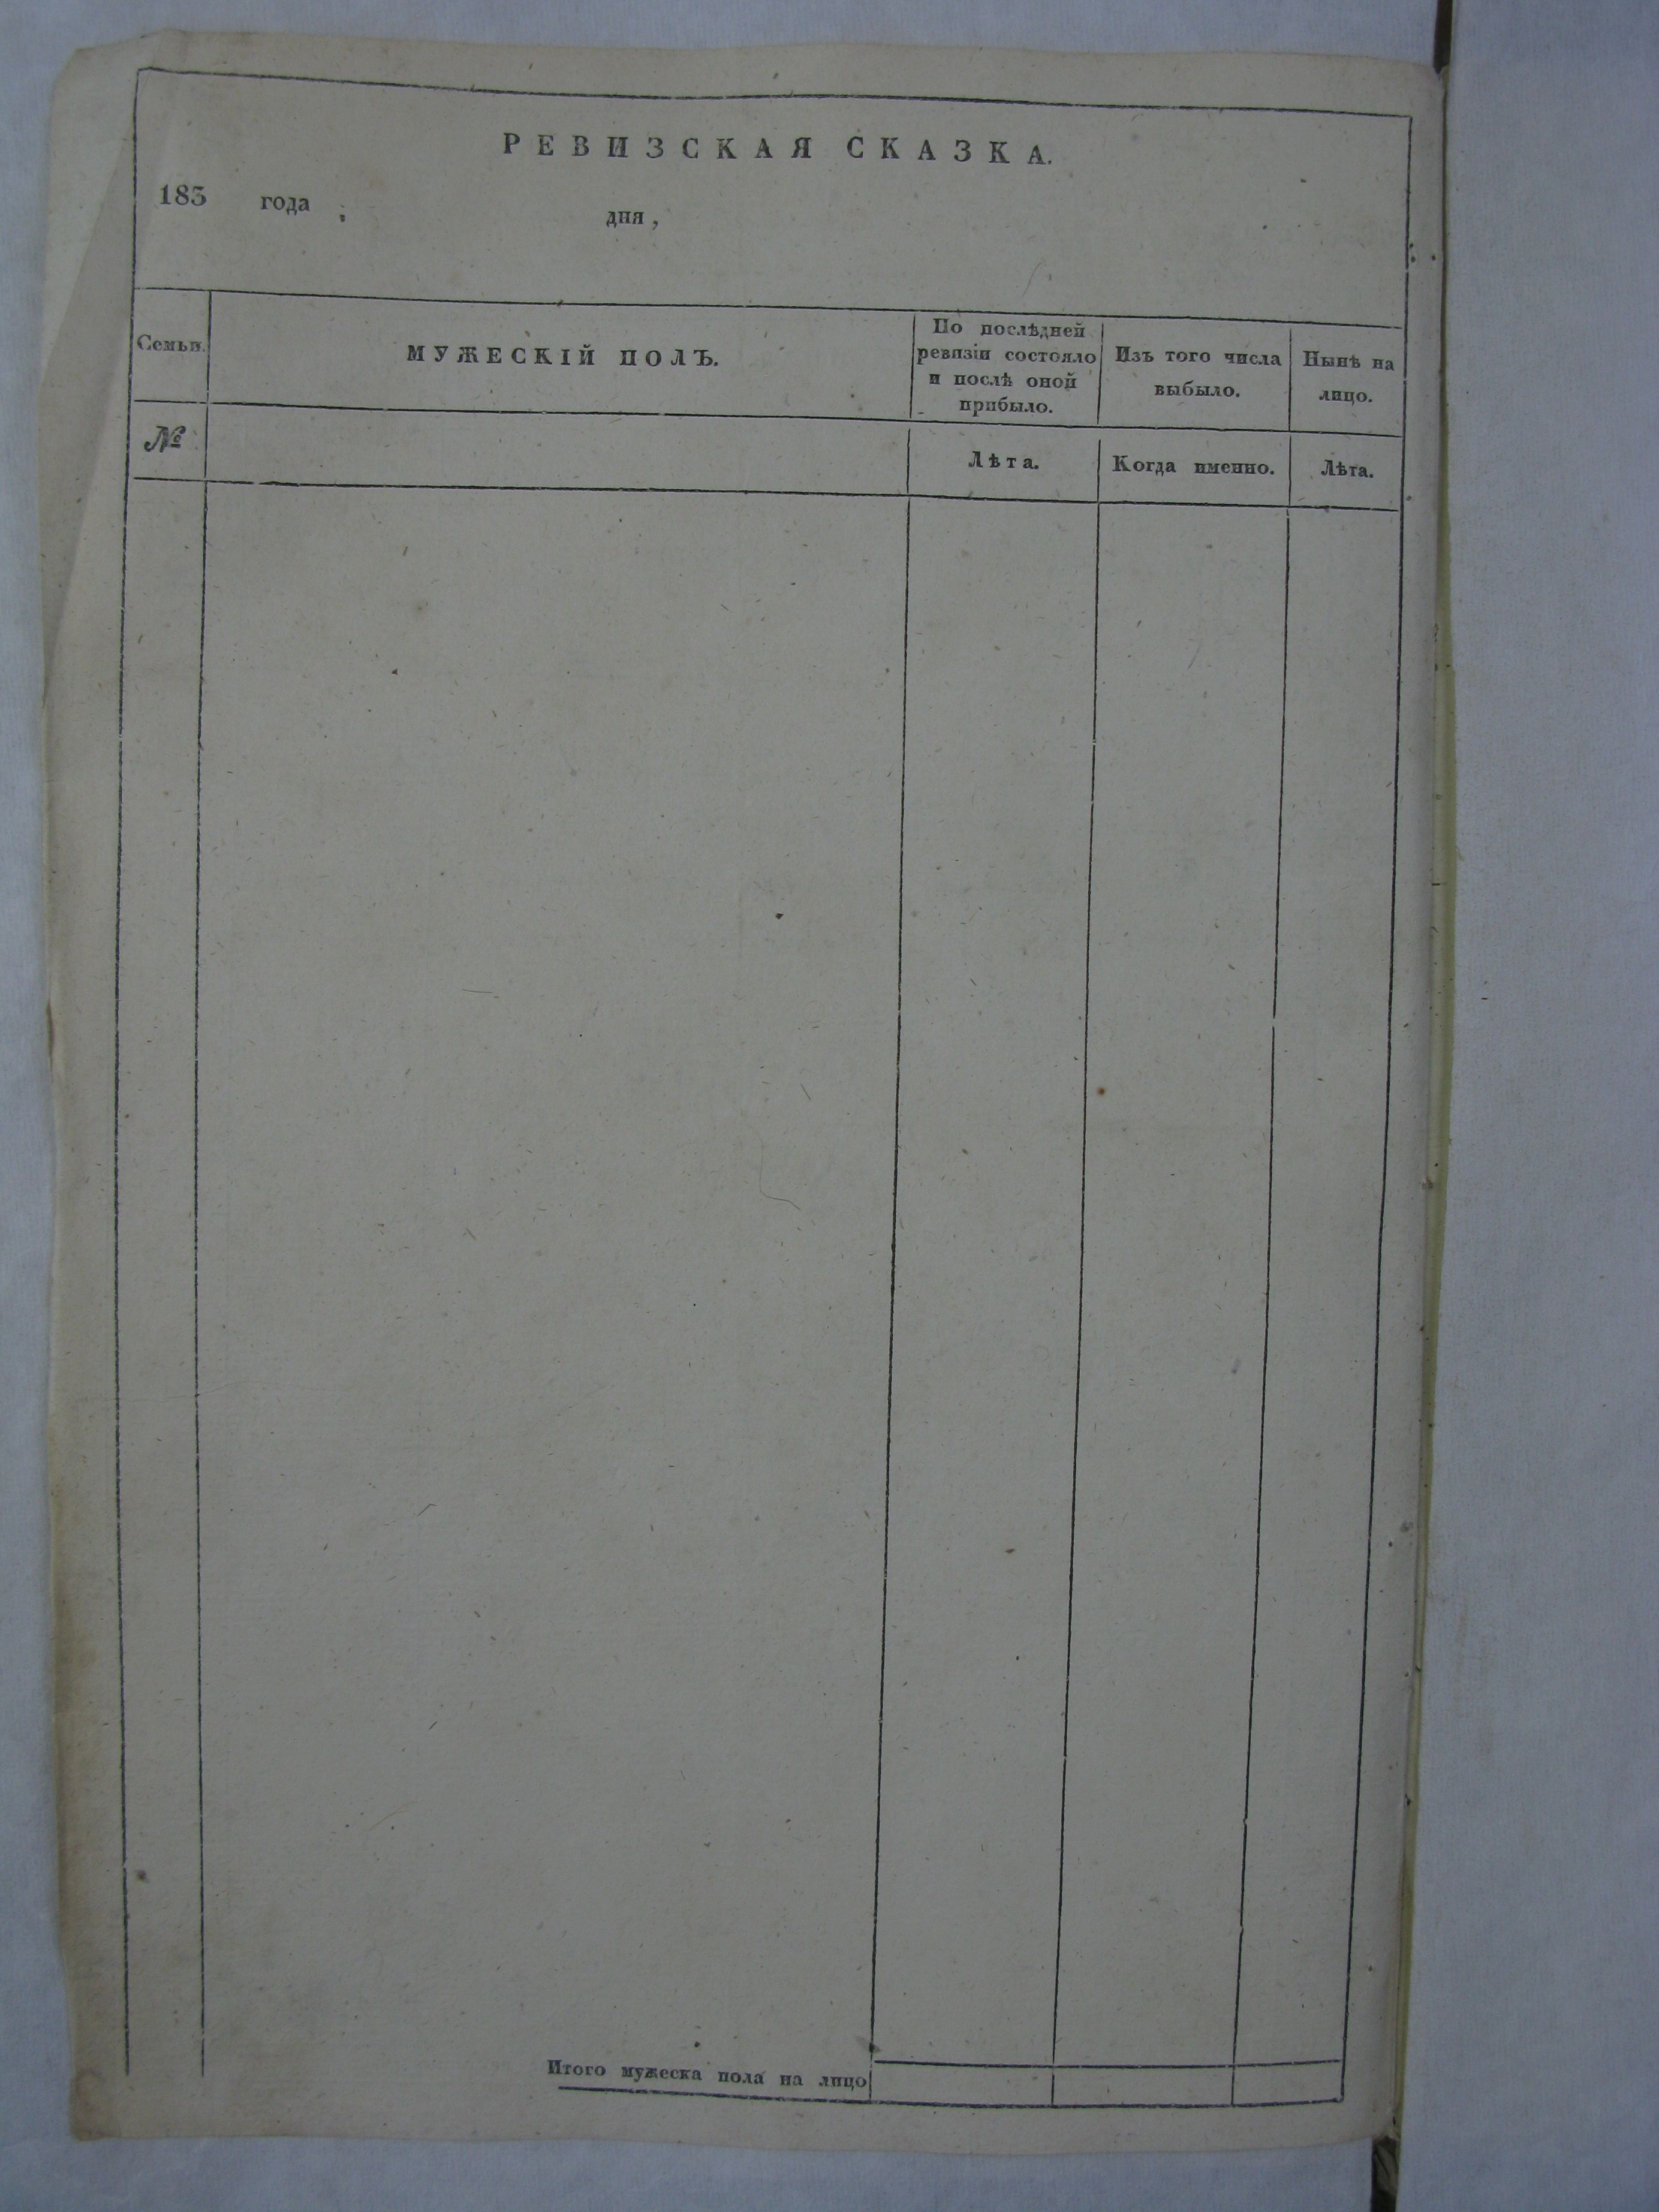 РЕВИЗСКАЯ СКАЗКА.
183 года , дня ,
Семьи.
МУЖЕСКІЙ ПОЛЪ.
По послѣдней
ревизіи состояло
и послѣ оной
прибыло.
Изъ того числа
выбыло.
Нынѣ на
лицо.
№
Лѣта.
Когда именно.
Лѣта.
Итого мужеска пола на лицо